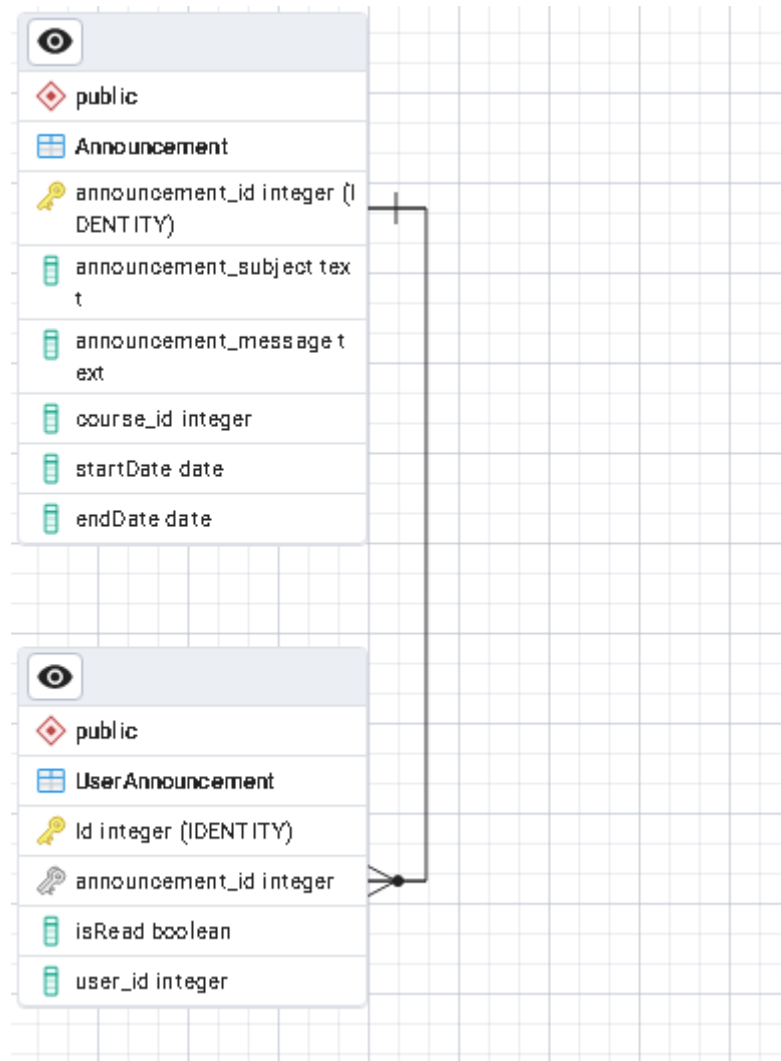 public
Announcement
announcement_id integer (I
DENTITY)
announcement_subject tex
t
announcement_message t
ext
course_id integer
startDate date
endDate date
public
UserAnnouncement
Id integer (IDENTITY)
announcement_id integer
isRead boolean
user_id integer